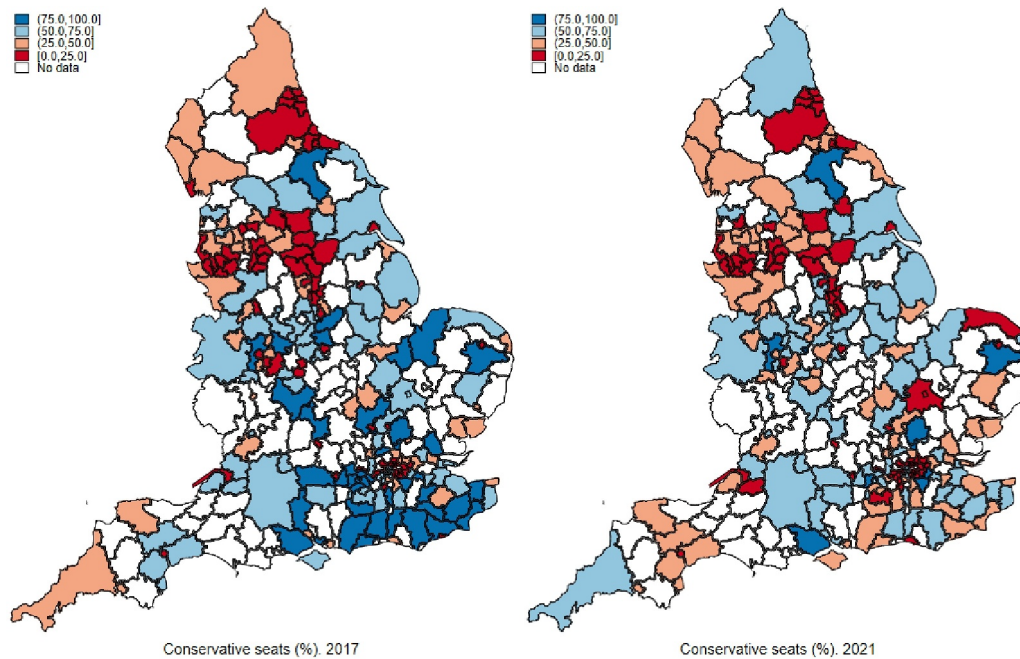 (75.0,100.0]
(50.0,75.0]
(25.0,50.0]
[0.0,25.0]
No data
Conservative seats (%). 2017
(75.0,100.0]
(50.0,75.0]
(25.0,50.0]
[0.0,25.0]
No data
Conservative seats (%). 2021